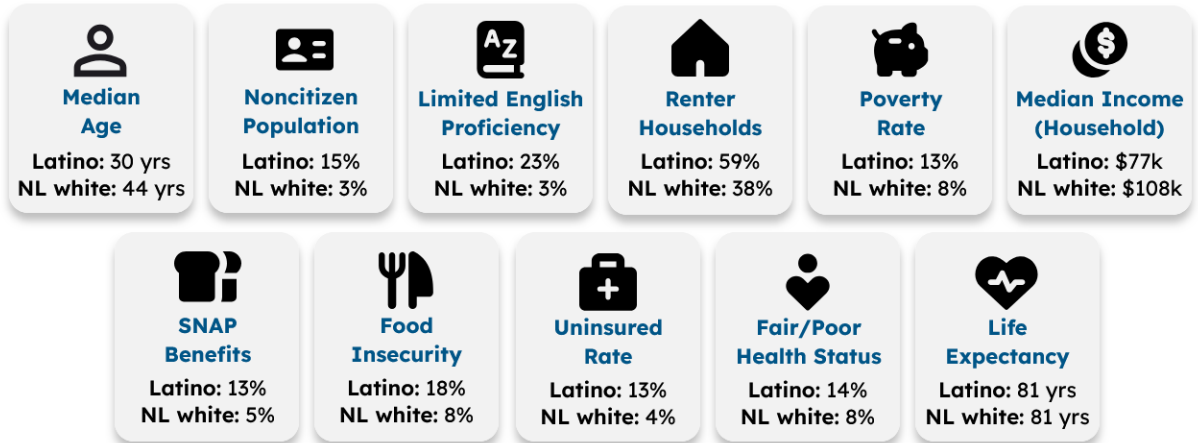 A Z
$
Median
Age
Latino: 30 yrs
NL white: 44 yrs
Noncitizen
Population
Latino: 15%
NL white: 3%
Limited English
Proficiency
Latino: 23%
NL white: 3%
Renter
Households
Latino: 59%
NL white: 38%
Poverty
Rate
Latino: 13%
NL white: 8%
Median Income
(Household)
Latino: $77k
NL white: $108k
SNAP
Benefits
Latino: 13%
NL white: 5%
Food
Insecurity
Latino: 18%
NL white: 8%
Uninsured
Rate
Latino: 13%
NL white: 4%
Fair/Poor
Health Status
Latino: 14%
NL white: 8%
Life
Expectancy
Latino: 81 yrs
NL white: 81 yrs